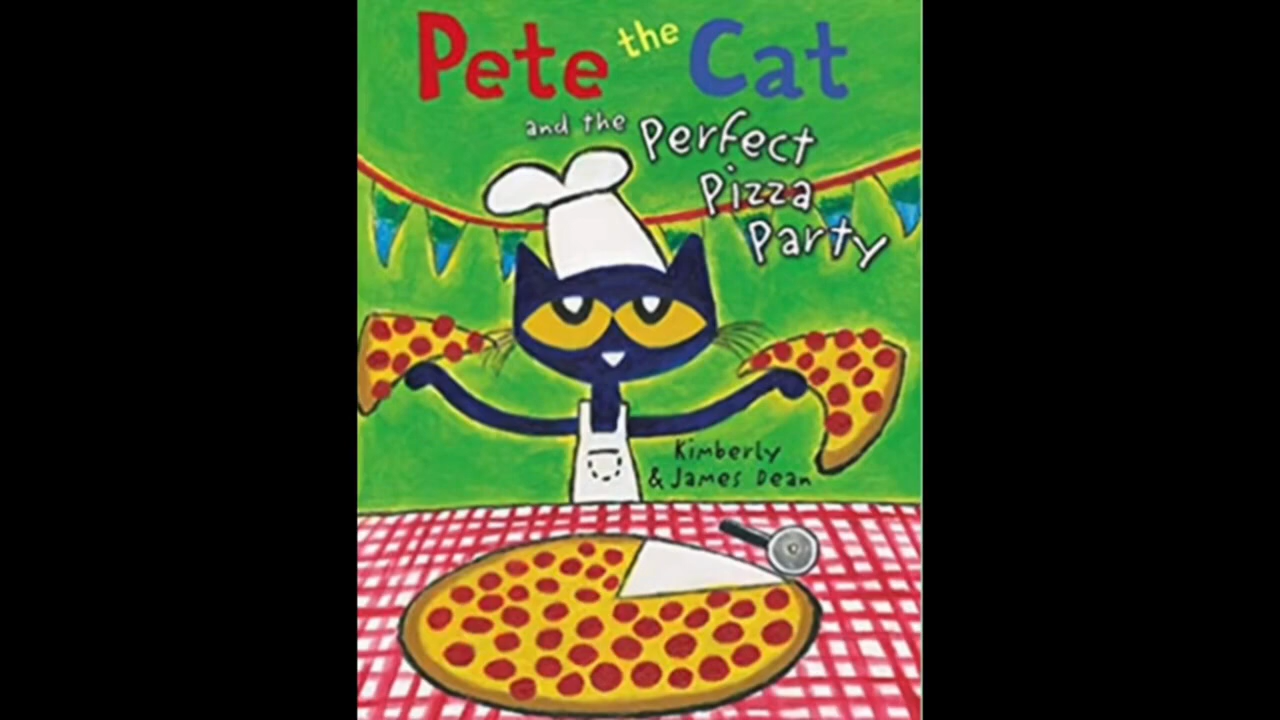 Pete the Cat
and the Perfect
Pizza
Party
Kimberly
& James Dean